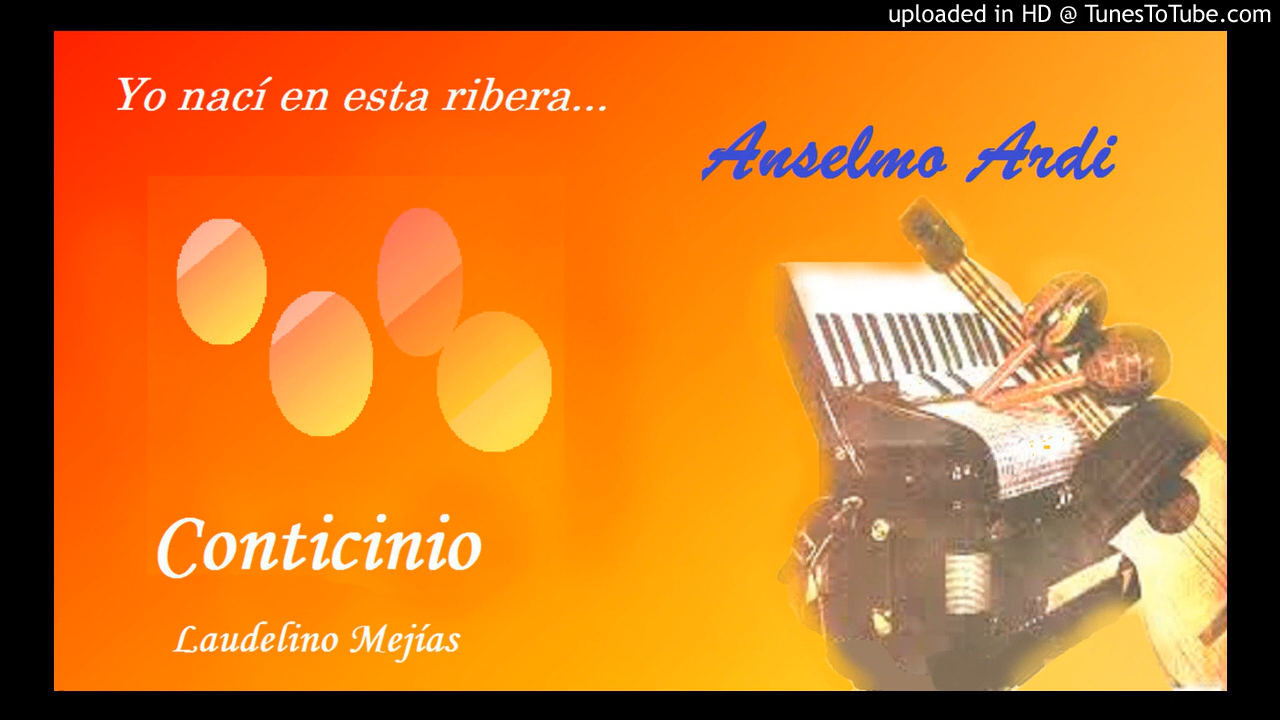 uploaded in HD @ TunesToTube.com
Yo nací en esta ribera...
Anselmo Ardi
Conticinio
Laudelino Mejías